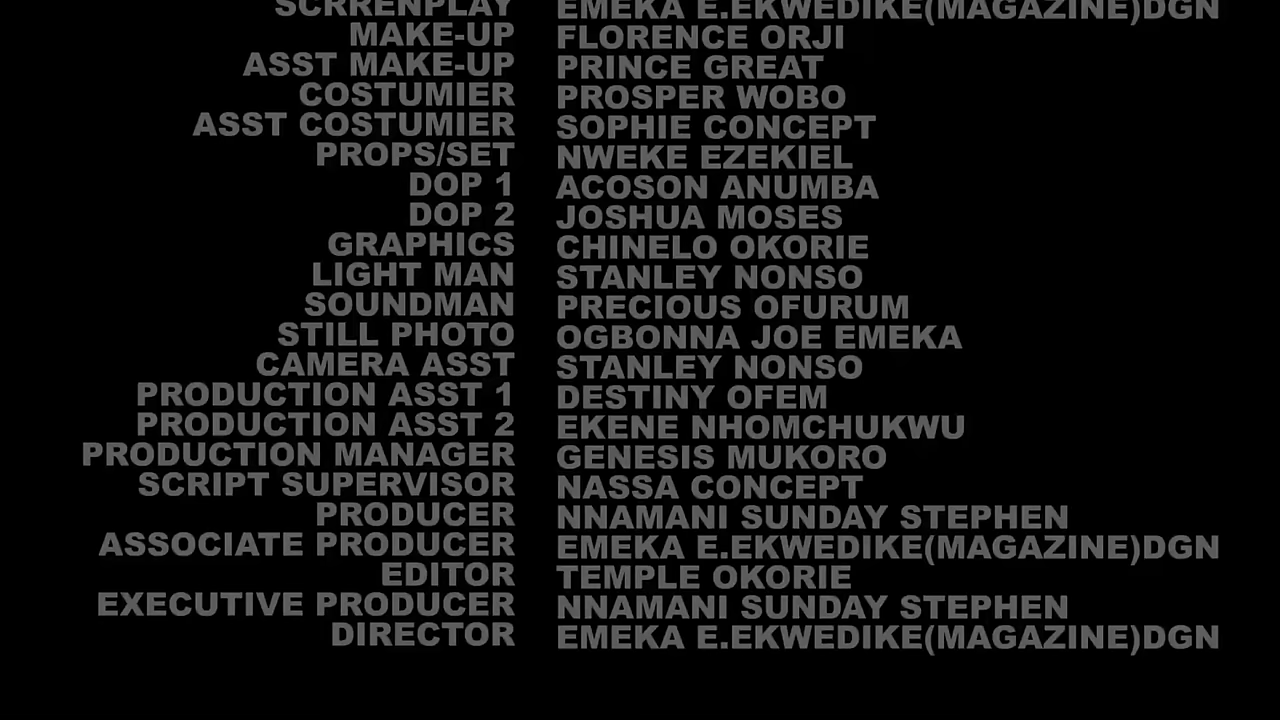 SCRRENPLAY EMEKA E.EKWEDIKE(MAGAZINE)DGN
MAKE-UP FLORENCE ORJI
ASST MAKE-UP PRINCE GREAT
COSTUMIER PROSPER WOBO
ASST COSTUMIER SOPHIE CONCEPT
PROPS/SET NWEKE EZEKIEL
DOP 1 ACOSON ANUMBA
DOP 2 JOSHUA MOSES
GRAPHICS CHINELO OKORIE
LIGHT MAN STANLEY NONSO
SOUNDMAN PRECIOUS OFURUM
STILL PHOTO OGBONNA JOE EMEKA
CAMERA ASST STANLEY NONSO
PRODUCTION ASST 1 DESTINY OFEM
PRODUCTION ASST 2 EKENE NHOMCHUKWU
PRODUCTION MANAGER GENESIS MUKORO
SCRIPT SUPERVISOR NASSA CONCEPT
PRODUCER NNAMANI SUNDAY STEPHEN
ASSOCIATE PRODUCER EMEKA E.EKWEDIKE(MAGAZINE)DGN
EDITOR TEMPLE OKORIE
EXECUTIVE PRODUCER NNAMANI SUNDAY STEPHEN
DIRECTOR EMEKA E.EKWEDIKE(MAGAZINE)DGN